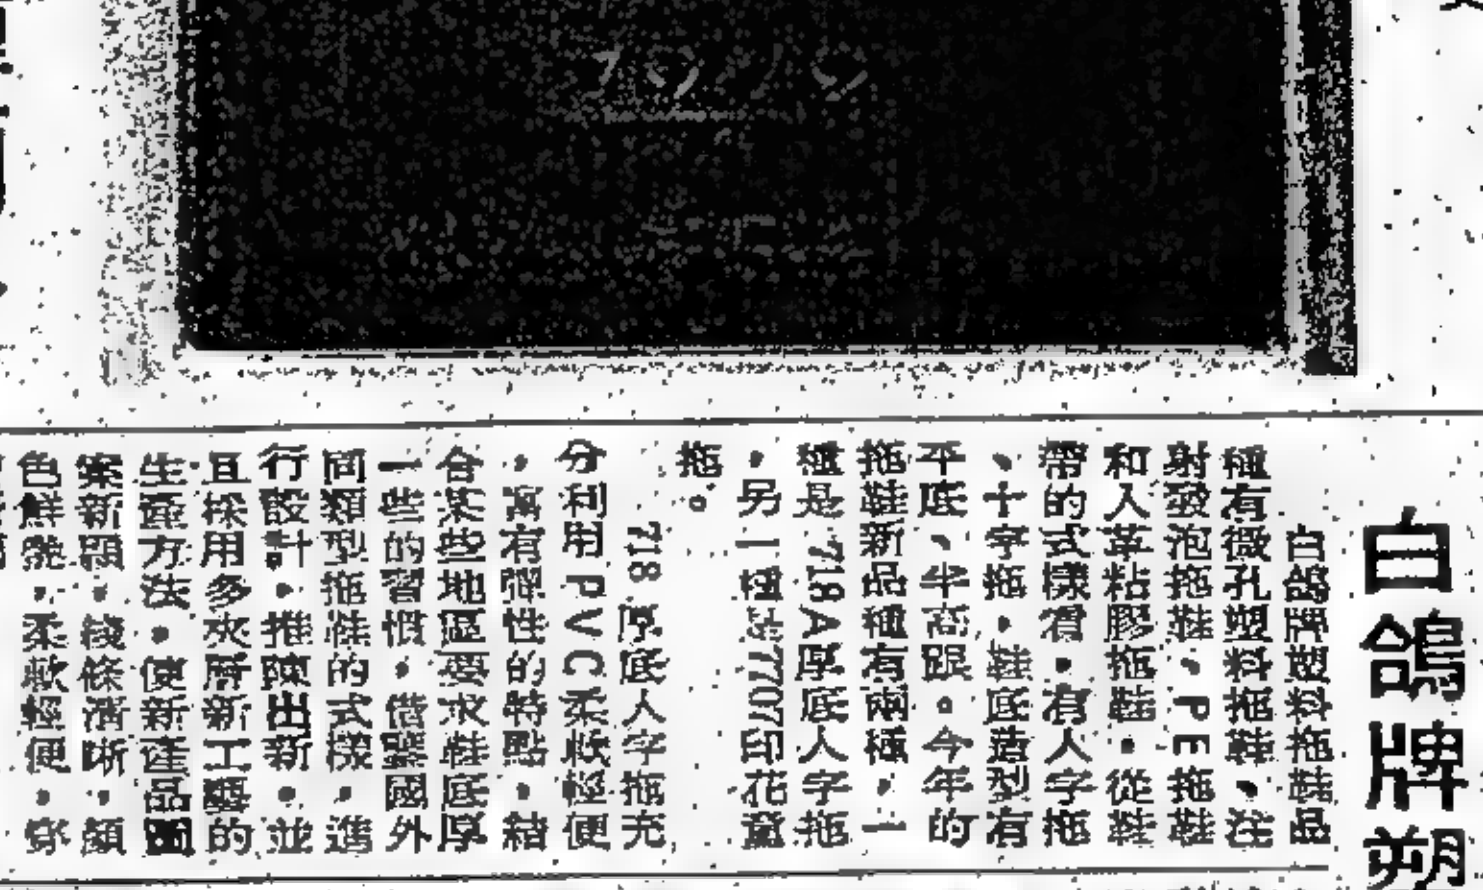 白鴿牌塑
白鴿牌塑料拖鞋品
種有微孔塑料拖鞋、注
射發泡拖鞋，PE拖鞋
和人革粘膠拖鞋，從鞋
帶的式樣看，有人字拖
、十字拖，鞋底造型有
平底、半高跟。今年的
拖鞋新品種有兩種，一
種是718A厚底人字拖
，另一種是7707印花童
拖。
718厚底人字拖充
分利用PVC柔軟輕便
，富有彈性的特點，結
合某些地區要求鞋底厚
一些的習慣，借鑒國外
同類型拖鞋的式樣，進
行設計，推陳出新，並
且採用多次層新工藝的
生產方法，使新產品圖
案新穎，綫條清晰，顏
色鮮艷，柔軟輕便，穿